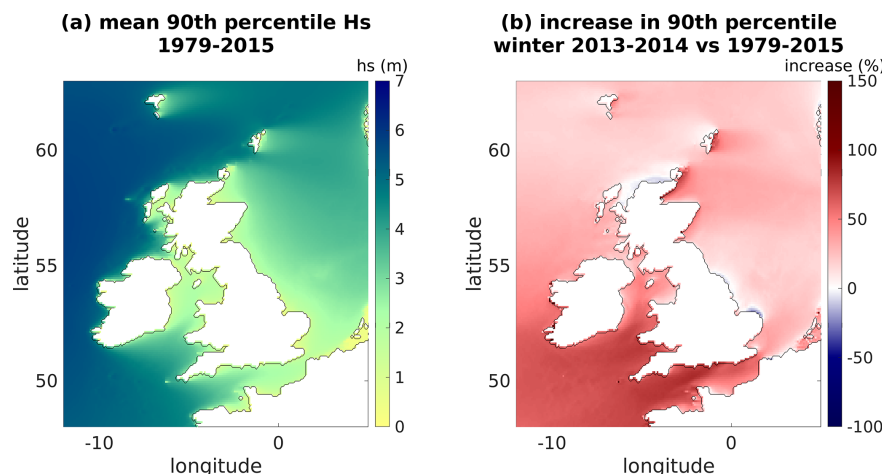 (a) mean 90th percentile Hs
1979-2015
hs (m)
7
6
5
4
3
2
1
0
60
55
50
latitude
-10
0
longitude
(b) increase in 90th percentile
winter 2013-2014 vs 1979-2015
increase (%)
150
100
50
0
-50
-100
60
55
50
latitude
-10
0
longitude